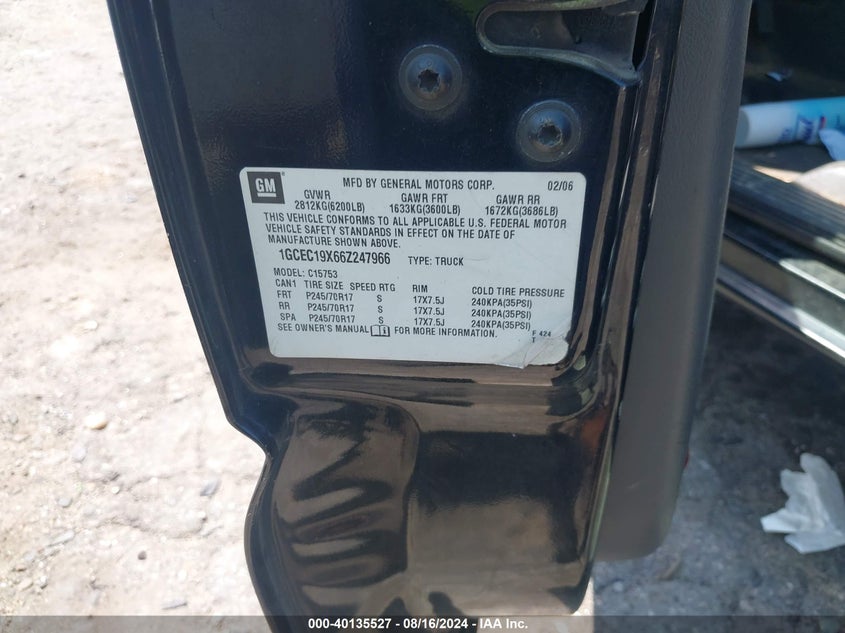 GM
MFD BY GENERAL MOTORS CORP. 02/06
GVWR GAWR FRT GAWR RR
2812KG(6200LB) 1633KG(3600LB) 1672KG(3686LB)
THIS VEHICLE CONFORMS TO ALL APPLICABLE U.S. FEDERAL MOTOR
VEHICLE SAFETY STANDARDS IN EFFECT ON THE DATE OF
MANUFACTURE SHOWN ABOVE.
1GCEC19X66Z247966 TYPE: TRUCK
MODEL: C15753
CAN1 TIRE SIZE SPEED RTG RIM COLD TIRE PRESSURE
FRT P245/70R17 S 17X7.5J 240KPA(35PSI)
RR P245/70R17 S 17X7.5J 240KPA(35PSI)
SPA P245/70R17 S 17X7.5J 240KPA(35PSI)
SEE OWNER'S MANUAL FOR MORE INFORMATION.
F 424
T
000-40135527 - 08/16/2024 - IAA Inc.